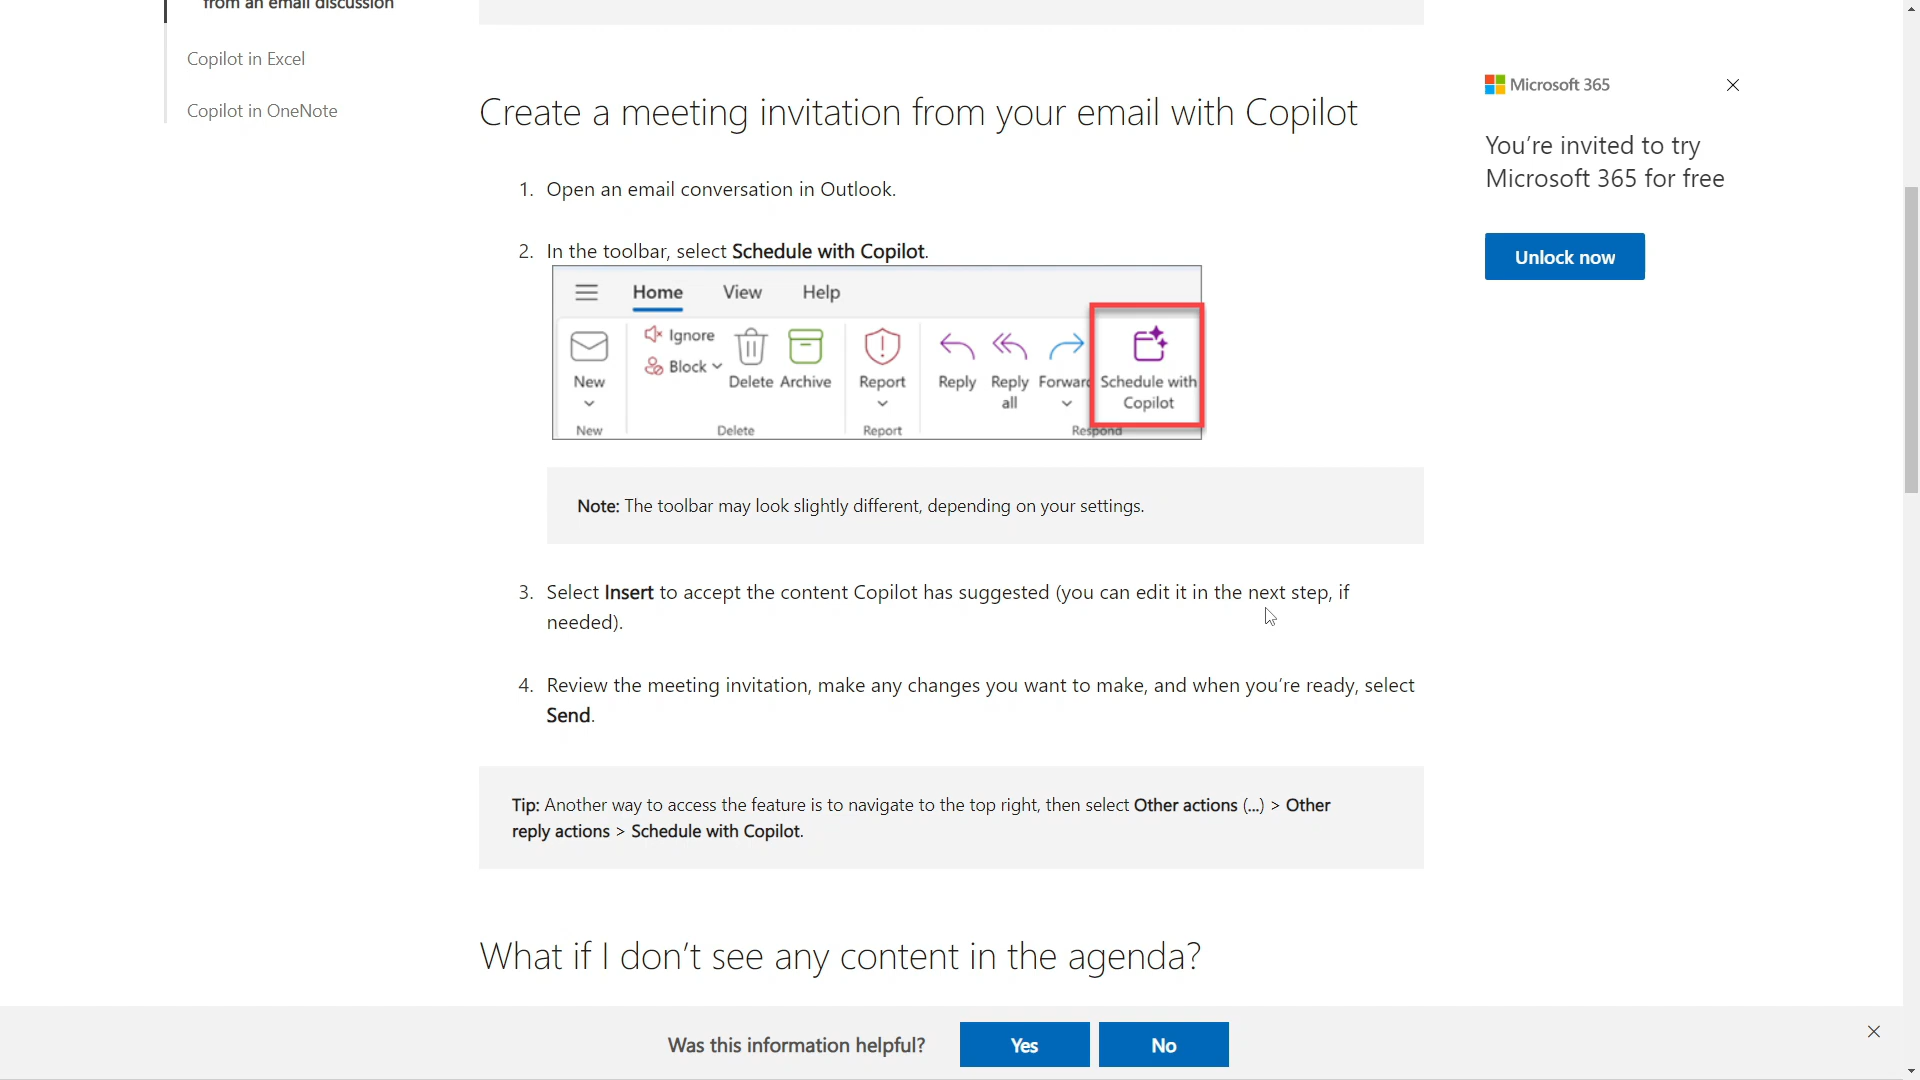 from an email discussion
Copilot in Excel
Copilot in OneNote
Create a meeting invitation from your email with Copilot
1. Open an email conversation in Outlook.
2. In the toolbar, select Schedule with Copilot.
Home View Help
Ignore
Block
New
Delete Archive
Report
Reply
Reply all
Forward
Schedule with
Copilot
New
Delete
Report
Respond
Note: The toolbar may look slightly different, depending on your settings.
3. Select Insert to accept the content Copilot has suggested (you can edit it in the next step, if
needed).
4. Review the meeting invitation, make any changes you want to make, and when you're ready, select
Send.
Tip: Another way to access the feature is to navigate to the top right, then select Other actions (...) > Other
reply actions > Schedule with Copilot.
What if I don't see any content in the agenda?
Microsoft 365
You're invited to try
Microsoft 365 for free
Unlock now
Was this information helpful? Yes No